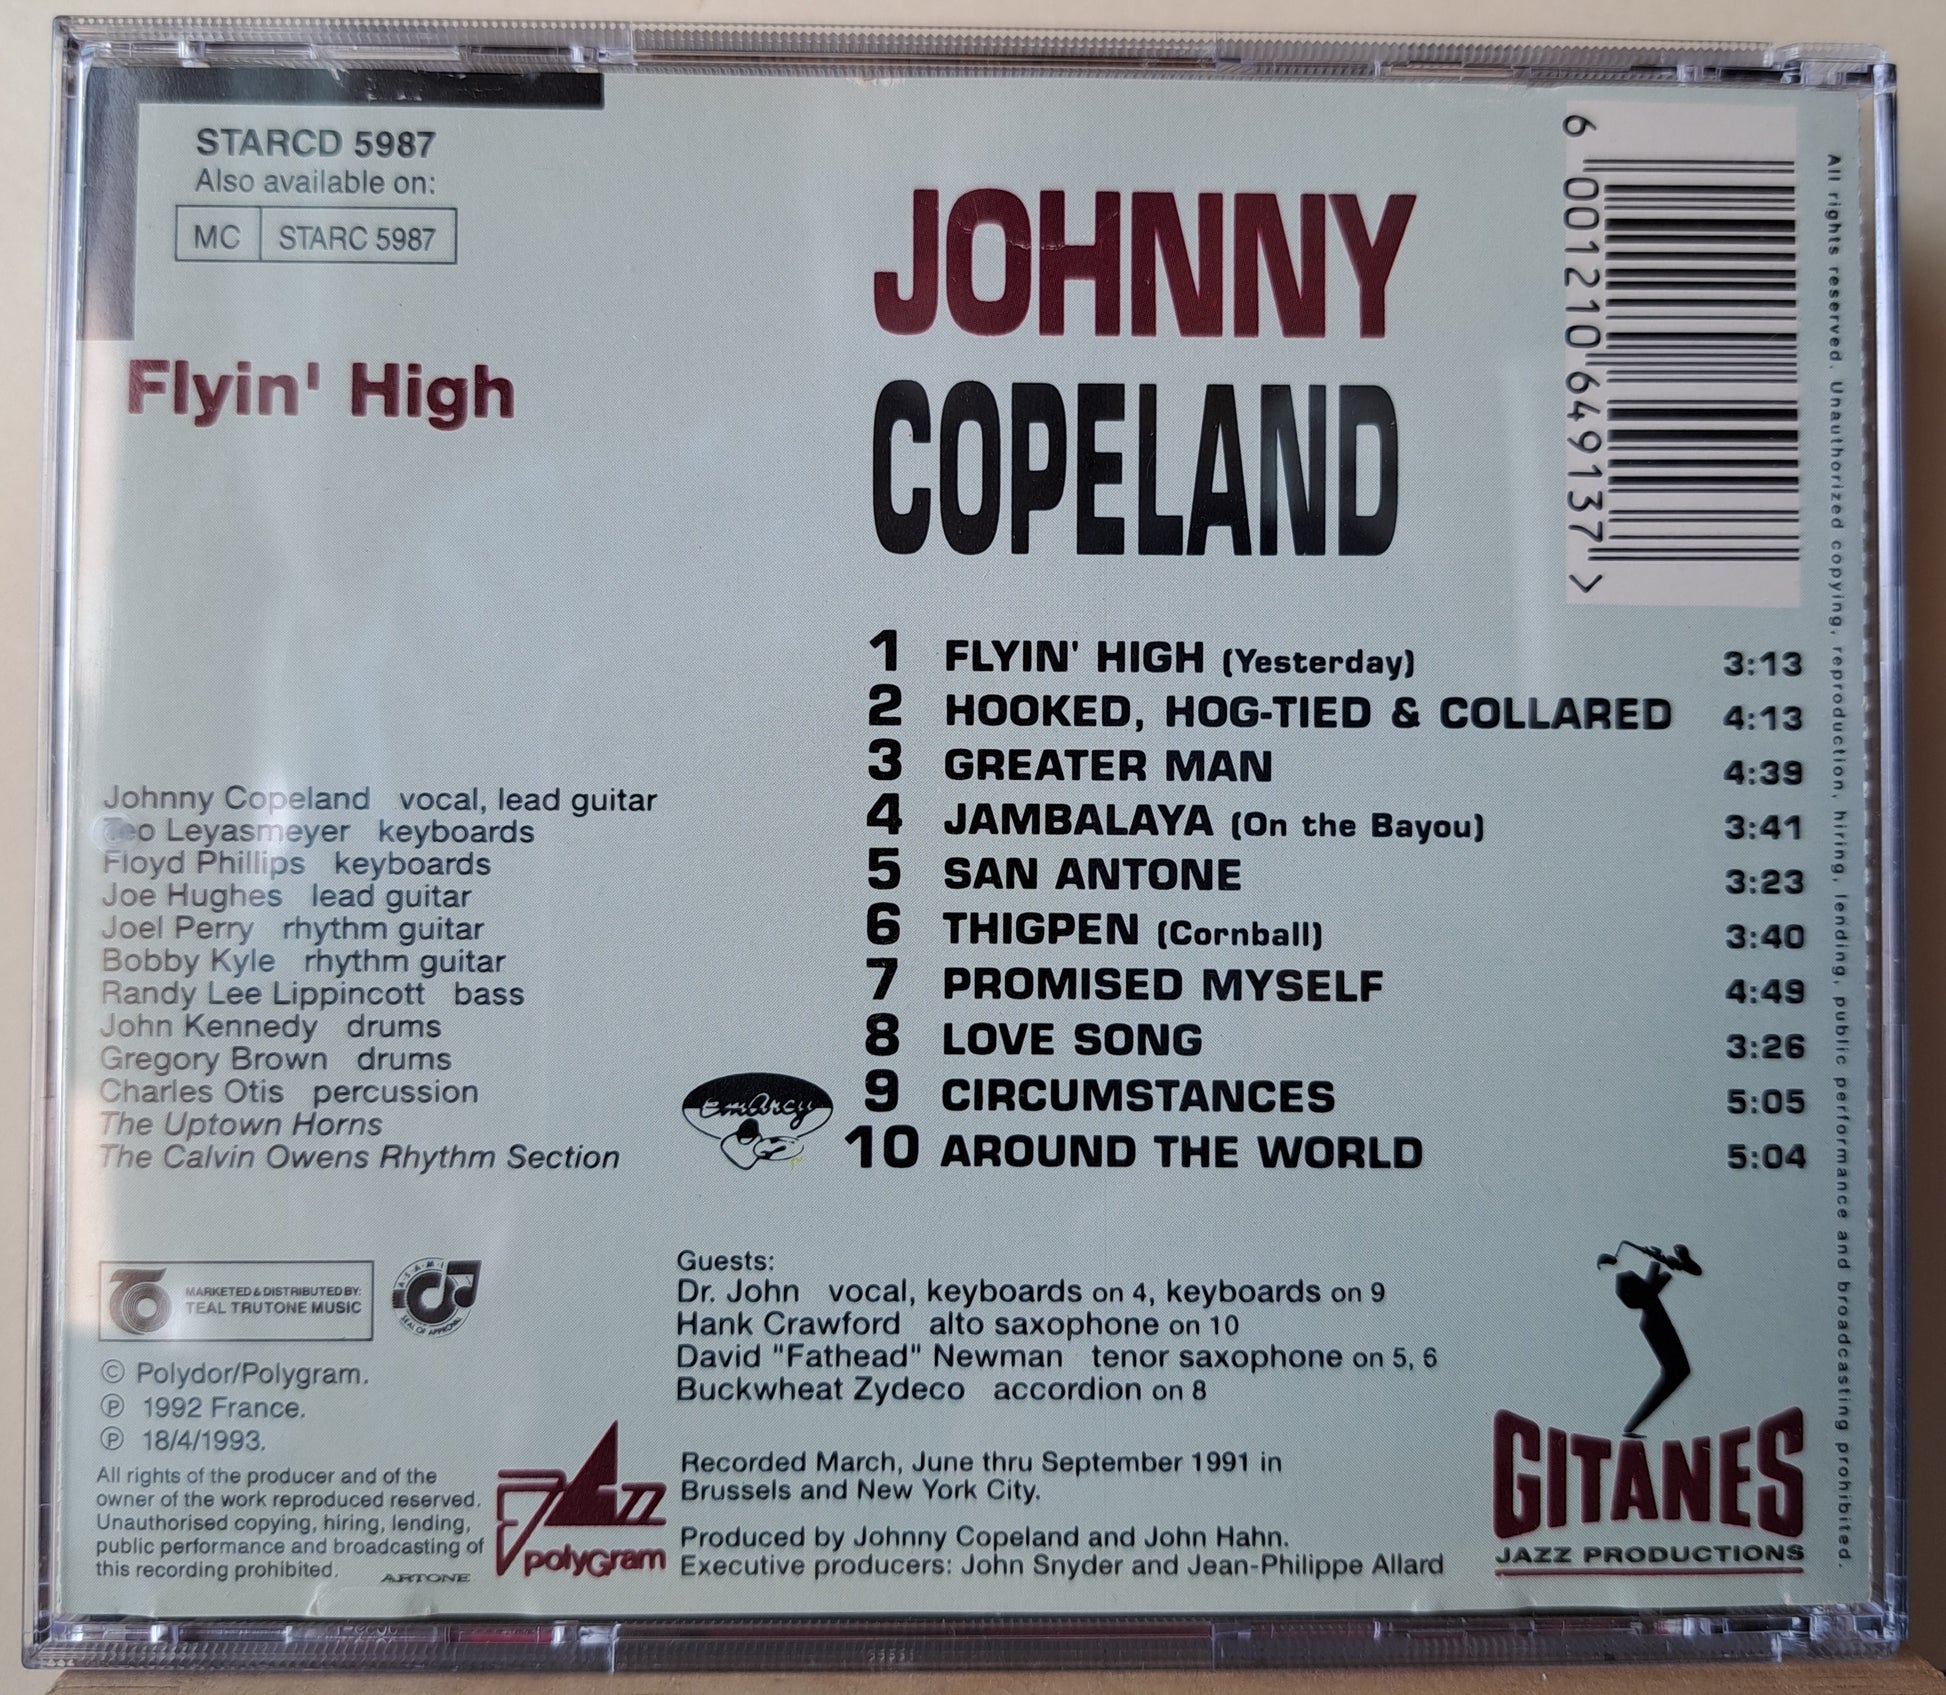 STARCD 5987
Also available on:
MC STARC 5987
Flyin' High
JOHNNY
COPELAND
6 001210 649137 >
All rights reserved. Unauthorized copying, reproduction, hiring, lending, public performance and broadcasting prohibited.
1 FLYIN' HIGH (Yesterday) 3:13
2 HOOKED, HOG-TIED & COLLARED 4:13
3 GREATER MAN 4:39
4 JAMBALAYA (On the Bayou) 3:41
5 SAN ANTONE 3:23
6 THIGPEN (Cornball) 3:40
7 PROMISED MYSELF 4:49
8 LOVE SONG 3:26
9 CIRCUMSTANCES 5:05
10 AROUND THE WORLD 5:04
Johnny Copeland vocal, lead guitar
Teo Leyasmeyer keyboards
Floyd Phillips keyboards
Joe Hughes lead guitar
Joel Perry rhythm guitar
Bobby Kyle rhythm guitar
Randy Lee Lippincott bass
John Kennedy drums
Gregory Brown drums
Charles Otis percussion
The Uptown Horns
The Calvin Owens Rhythm Section
EmArcy
Guests:
Dr. John vocal, keyboards on 4, keyboards on 9
Hank Crawford alto saxophone on 10
David "Fathead" Newman tenor saxophone on 5, 6
Buckwheat Zydeco accordion on 8
Recorded March, June thru September 1991 in
Brussels and New York City.
Produced by Johnny Copeland and John Hahn.
Executive producers: John Snyder and Jean-Philippe Allard
MARKETED & DISTRIBUTED BY:
TEAL TRUTONE MUSIC
A·S·A·M·I
SEAL OF APPROVAL
© Polydor/Polygram.
℗ 1992 France.
℗ 18/4/1993.
All rights of the producer and of the
owner of the work reproduced reserved.
Unauthorised copying, hiring, lending,
public performance and broadcasting of
this recording prohibited.
ARTONE
Jazz
polyGram
GITANES
JAZZ PRODUCTIONS